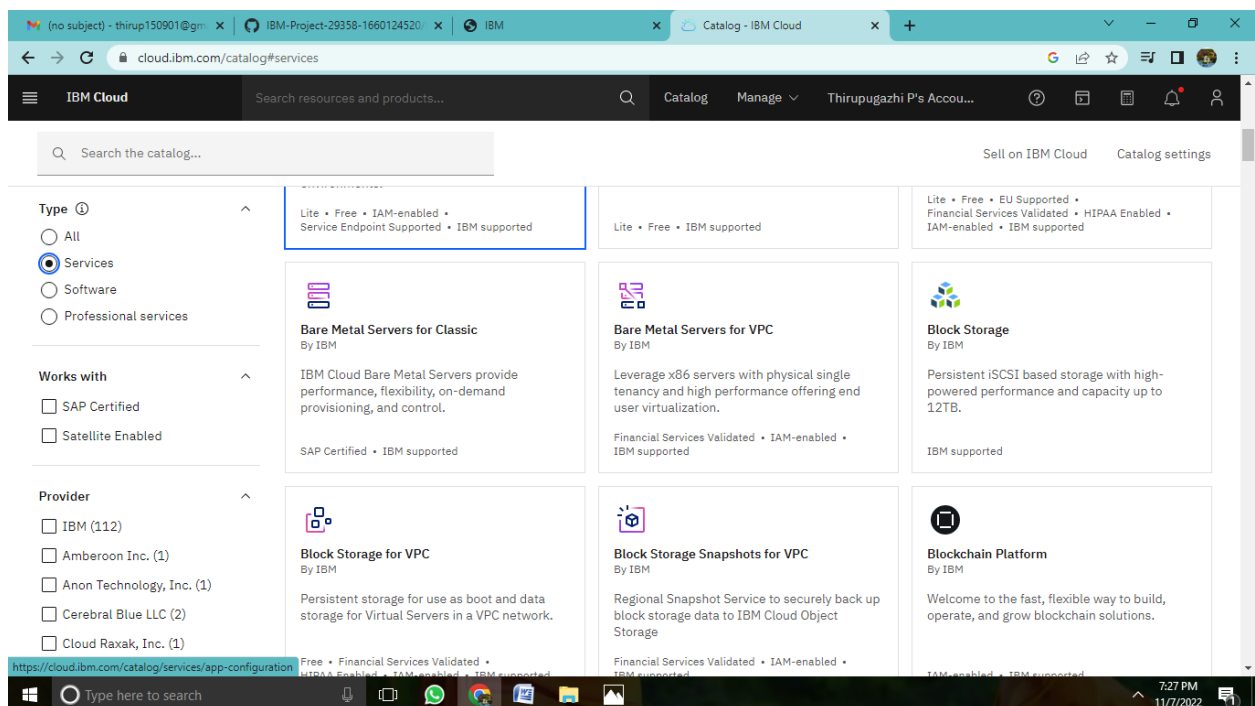 (no subject) - thirup150901@gm
IBM-Project-29358-1660124520/
IBM
Catalog - IBM Cloud
cloud.ibm.com/catalog#services
IBM Cloud
Search resources and products...
Catalog
Manage
Thirupugazhi P's Accou...
Search the catalog...
Sell on IBM Cloud
Catalog settings
Type
All
Services
Software
Professional services
Works with
SAP Certified
Satellite Enabled
Provider
IBM (112)
Amberoon Inc. (1)
Anon Technology, Inc. (1)
Cerebral Blue LLC (2)
Cloud Raxak, Inc. (1)
Lite • Free • IAM-enabled •
Service Endpoint Supported • IBM supported
Lite • Free • IBM supported
Lite • Free • EU Supported •
Financial Services Validated • HIPAA Enabled •
IAM-enabled • IBM supported
Bare Metal Servers for Classic
By IBM
IBM Cloud Bare Metal Servers provide
performance, flexibility, on-demand
provisioning, and control.
SAP Certified • IBM supported
Bare Metal Servers for VPC
By IBM
Leverage x86 servers with physical single
tenancy and high performance offering end
user virtualization.
Financial Services Validated • IAM-enabled •
IBM supported
Block Storage
By IBM
Persistent iSCSI based storage with high-
powered performance and capacity up to
12TB.
IBM supported
Block Storage for VPC
By IBM
Persistent storage for use as boot and data
storage for Virtual Servers in a VPC network.
Free • Financial Services Validated •
HIPAA Enabled • IAM-enabled • IBM supported
Block Storage Snapshots for VPC
By IBM
Regional Snapshot Service to securely back up
block storage data to IBM Cloud Object
Storage
Financial Services Validated • IAM-enabled •
IBM supported
Blockchain Platform
By IBM
Welcome to the fast, flexible way to build,
operate, and grow blockchain solutions.
IAM-enabled • IBM supported
https://cloud.ibm.com/catalog/services/app-configuration
Type here to search
7:27 PM
11/7/2022